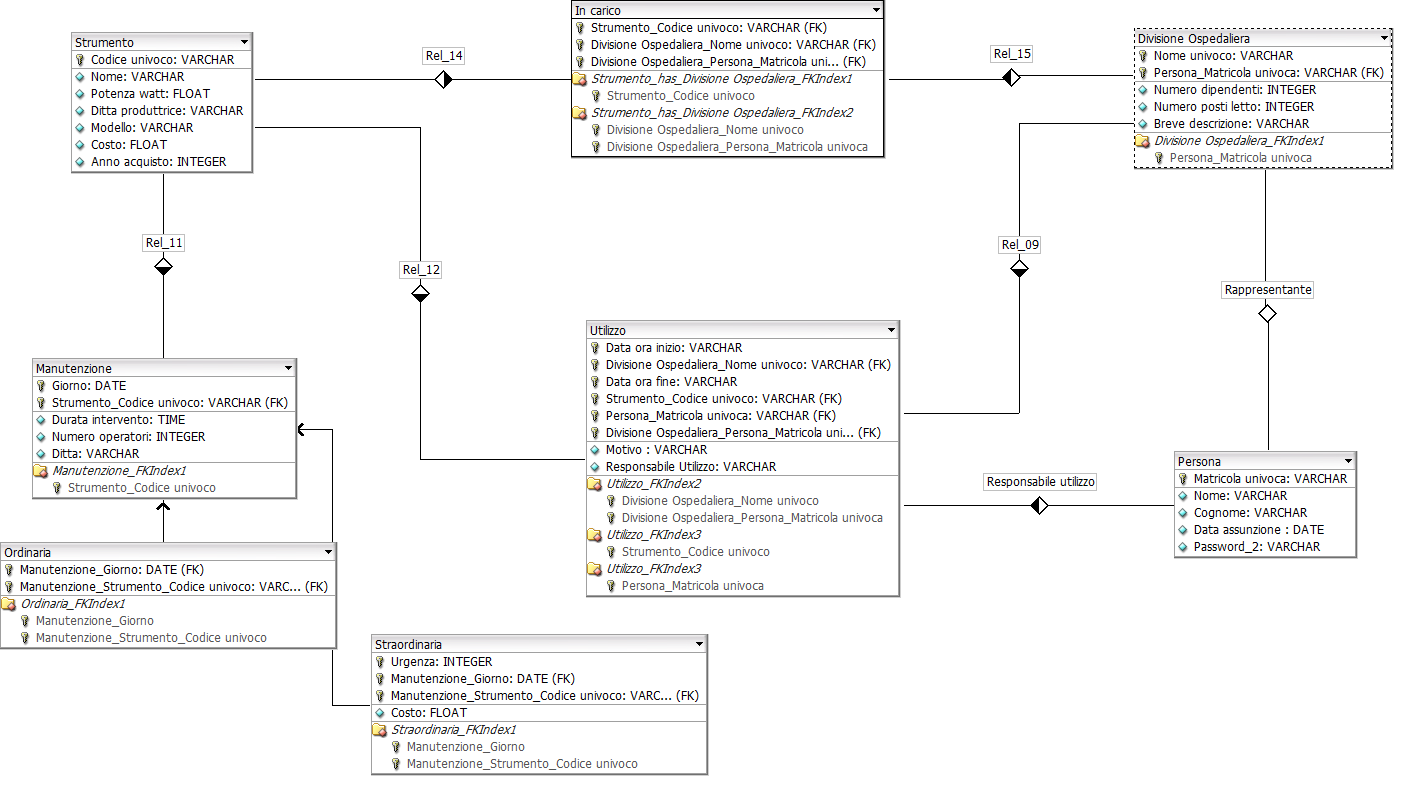 In carico
Strumento_Codice univoco: VARCHAR (FK)
Divisione Ospedaliera_Nome univoco: VARCHAR (FK)
Divisione Ospedaliera_Persona_Matricola uni... (FK)
Strumento_has_Divisione Ospedaliera_FKIndex1
Strumento_Codice univoco
Strumento_has_Divisione Ospedaliera_FKIndex2
Divisione Ospedaliera_Nome univoco
Divisione Ospedaliera_Persona_Matricola univoca
Strumento
Codice univoco: VARCHAR
Nome: VARCHAR
Potenza watt: FLOAT
Ditta produttrice: VARCHAR
Modello: VARCHAR
Costo: FLOAT
Anno acquisto: INTEGER
Rel_14
Rel_15
Divisione Ospedaliera
Nome univoco: VARCHAR
Persona_Matricola univoca: VARCHAR (FK)
Numero dipendenti: INTEGER
Numero posti letto: INTEGER
Breve descrizione: VARCHAR
Divisione Ospedaliera_FKIndex1
Persona_Matricola univoca
Rel_11
Rel_12
Rel_09
Rappresentante
Utilizzo
Data ora inizio: VARCHAR
Divisione Ospedaliera_Nome univoco: VARCHAR (FK)
Data ora fine: VARCHAR
Strumento_Codice univoco: VARCHAR (FK)
Persona_Matricola univoca: VARCHAR (FK)
Divisione Ospedaliera_Persona_Matricola uni... (FK)
Motivo : VARCHAR
Responsabile Utilizzo: VARCHAR
Utilizzo_FKIndex2
Divisione Ospedaliera_Nome univoco
Divisione Ospedaliera_Persona_Matricola univoca
Utilizzo_FKIndex3
Strumento_Codice univoco
Utilizzo_FKIndex3
Persona_Matricola univoca
Manutenzione
Giorno: DATE
Strumento_Codice univoco: VARCHAR (FK)
Durata intervento: TIME
Numero operatori: INTEGER
Ditta: VARCHAR
Manutenzione_FKIndex1
Strumento_Codice univoco
Responsabile utilizzo
Persona
Matricola univoca: VARCHAR
Nome: VARCHAR
Cognome: VARCHAR
Data assunzione : DATE
Password_2: VARCHAR
Ordinaria
Manutenzione_Giorno: DATE (FK)
Manutenzione_Strumento_Codice univoco: VARC... (FK)
Ordinaria_FKIndex1
Manutenzione_Giorno
Manutenzione_Strumento_Codice univoco
Straordinaria
Urgenza: INTEGER
Manutenzione_Giorno: DATE (FK)
Manutenzione_Strumento_Codice univoco: VARC... (FK)
Costo: FLOAT
Straordinaria_FKIndex1
Manutenzione_Giorno
Manutenzione_Strumento_Codice univoco